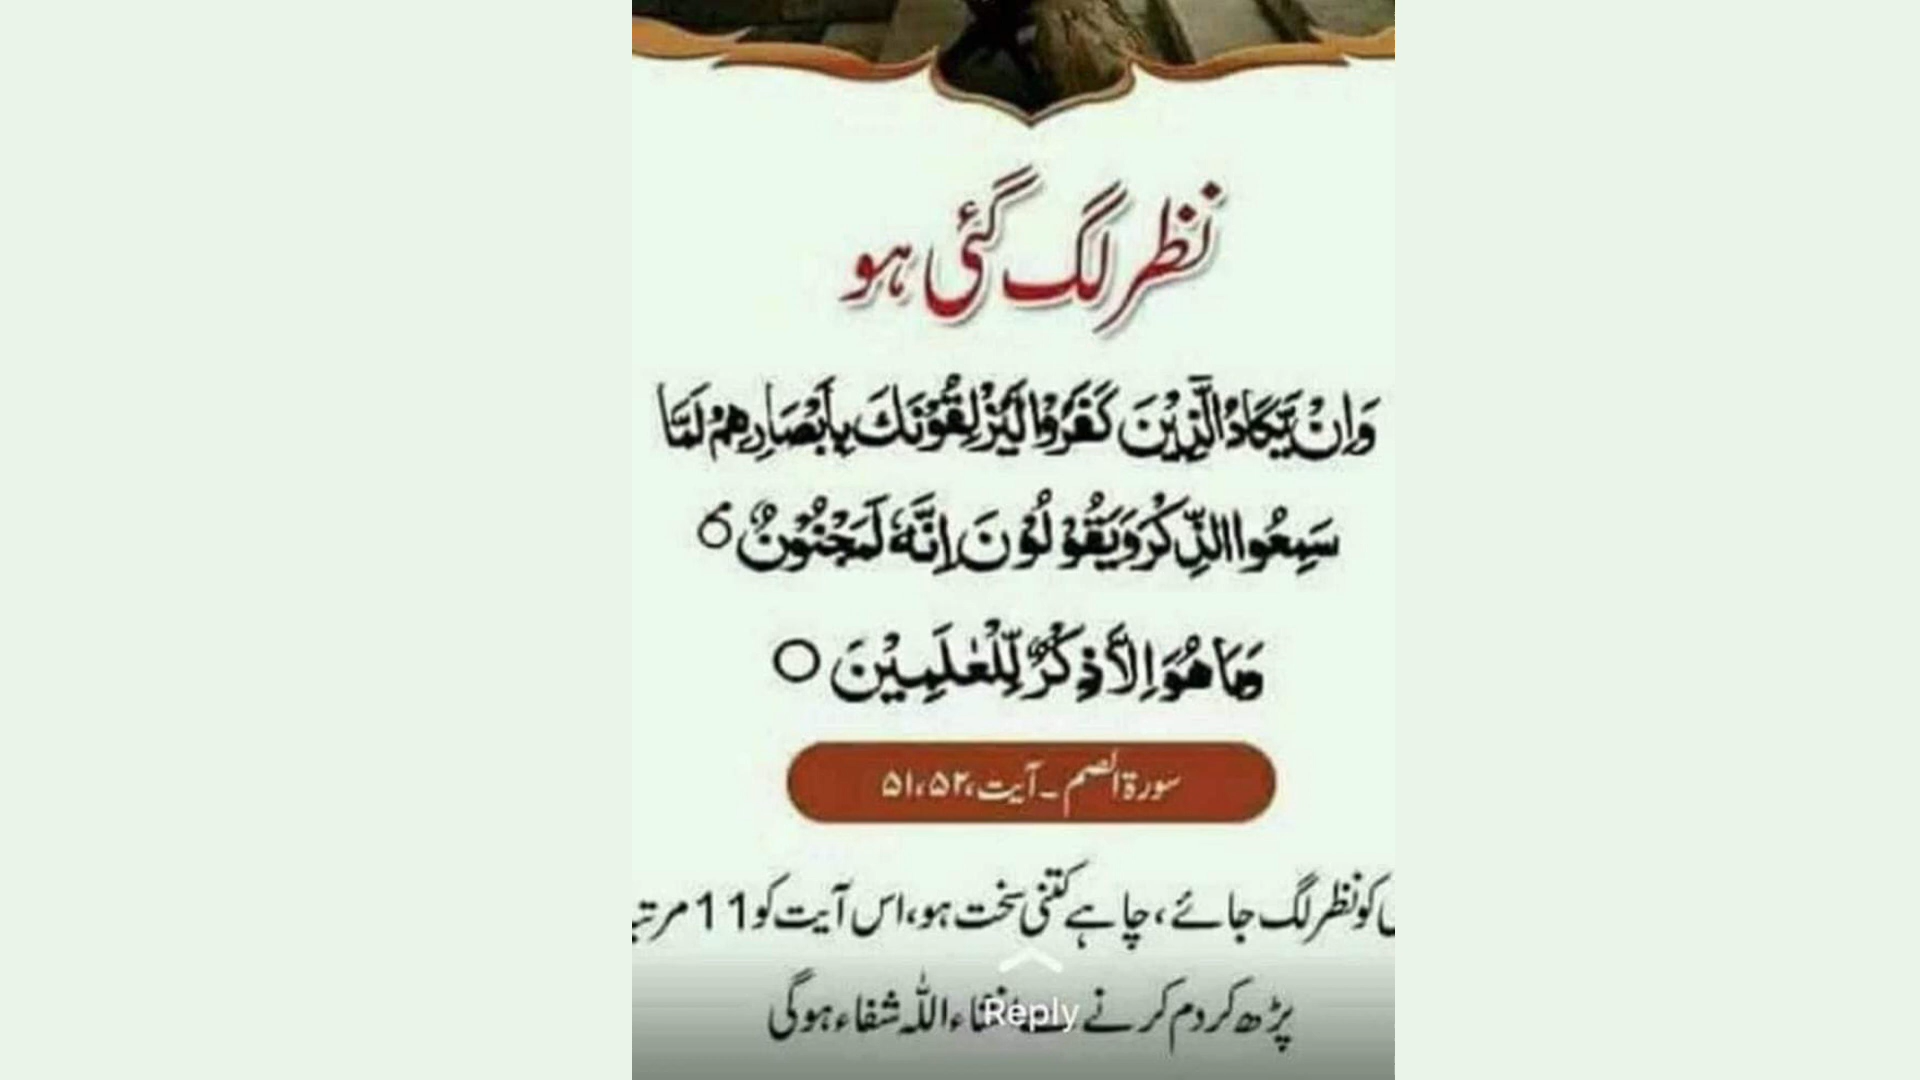 نظر لگ گئی ہو
وَاِنْ يَّكَادُ الَّذِيْنَ كَفَرُوْا لَيُزْلِقُوْنَكَ بِاَبْصَارِهِمْ لَمَّا
سَمِعُوا الذِّكْرَ وَيَقُوْلُوْنَ اِنَّهٗ لَمَجْنُوْنٌ ۘ
وَمَا هُوَ اِلَّا ذِكْرٌ لِّلْعٰلَمِيْنَ ○
سورۃ الصم ـ آیت، ۵۱،۵۲
کو نظر لگ جائے، چاہے کتنی سخت ہو، اس آیت کو 11
پڑھ کر دم کرنے اللہ شفاء ہوگی
Reply